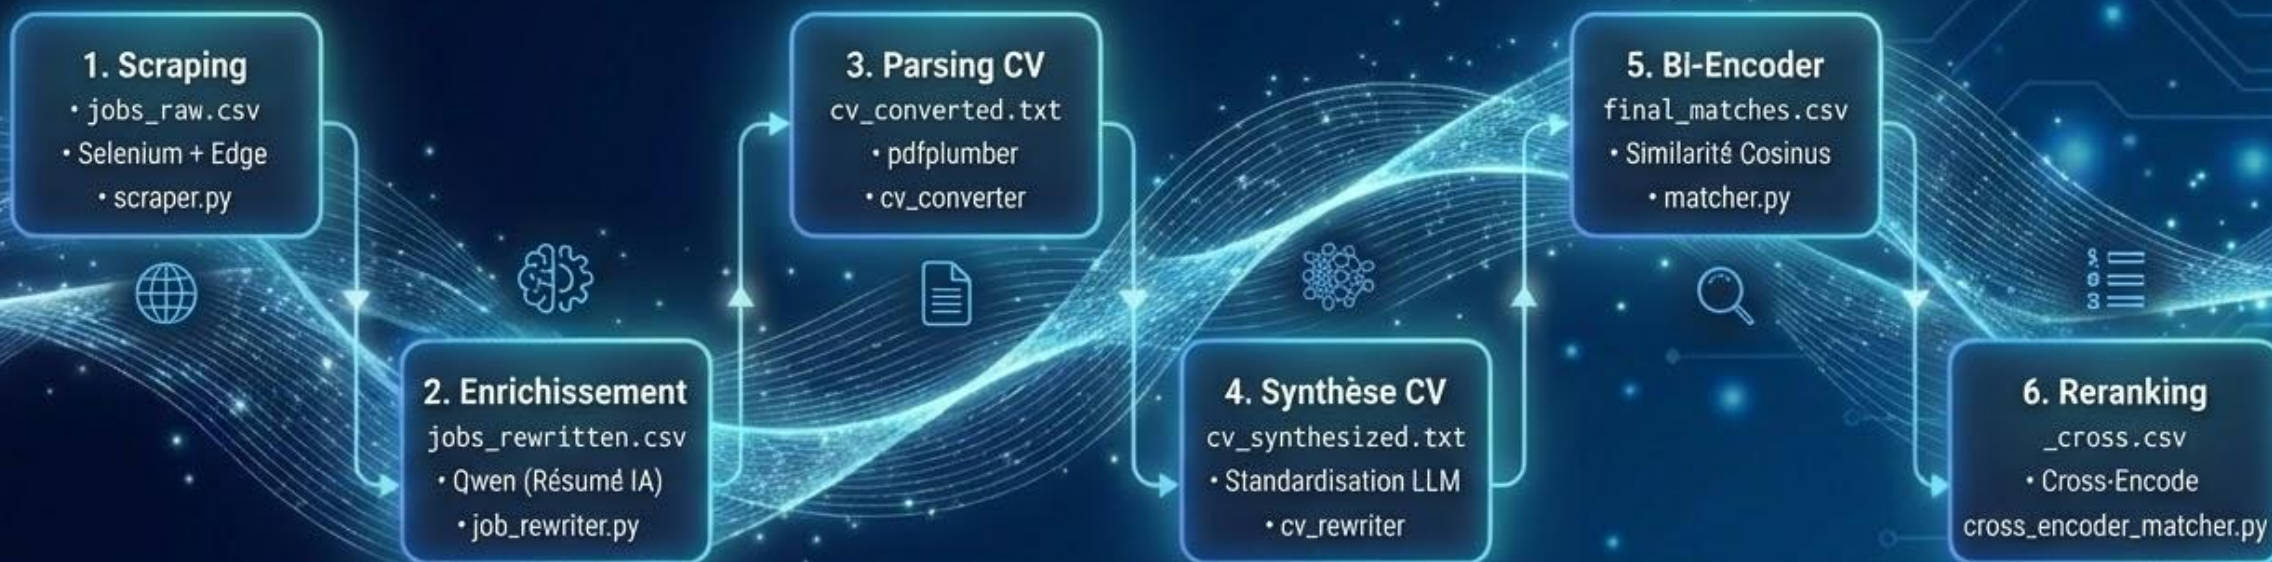 1. Scraping
• jobs_raw.csv
• Selenium + Edge
• scraper.py
2. Enrichissement
jobs_rewritten.csv
• Qwen (Résumé IA)
• job_rewriter.py
3. Parsing CV
cv_converted.txt
• pdfplumber
• cv_converter
4. Synthèse CV
cv_synthesized.txt
• Standardisation LLM
• cv_rewriter
5. Bi-Encoder
final_matches.csv
• Similarité Cosinus
• matcher.py
6. Reranking
_cross.csv
• Cross-Encode
cross_encoder_matcher.py